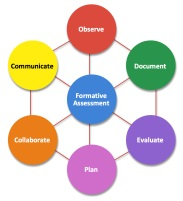 Observe
Communicate
Document
Formative
Assessment
Collaborate
Evaluate
Plan